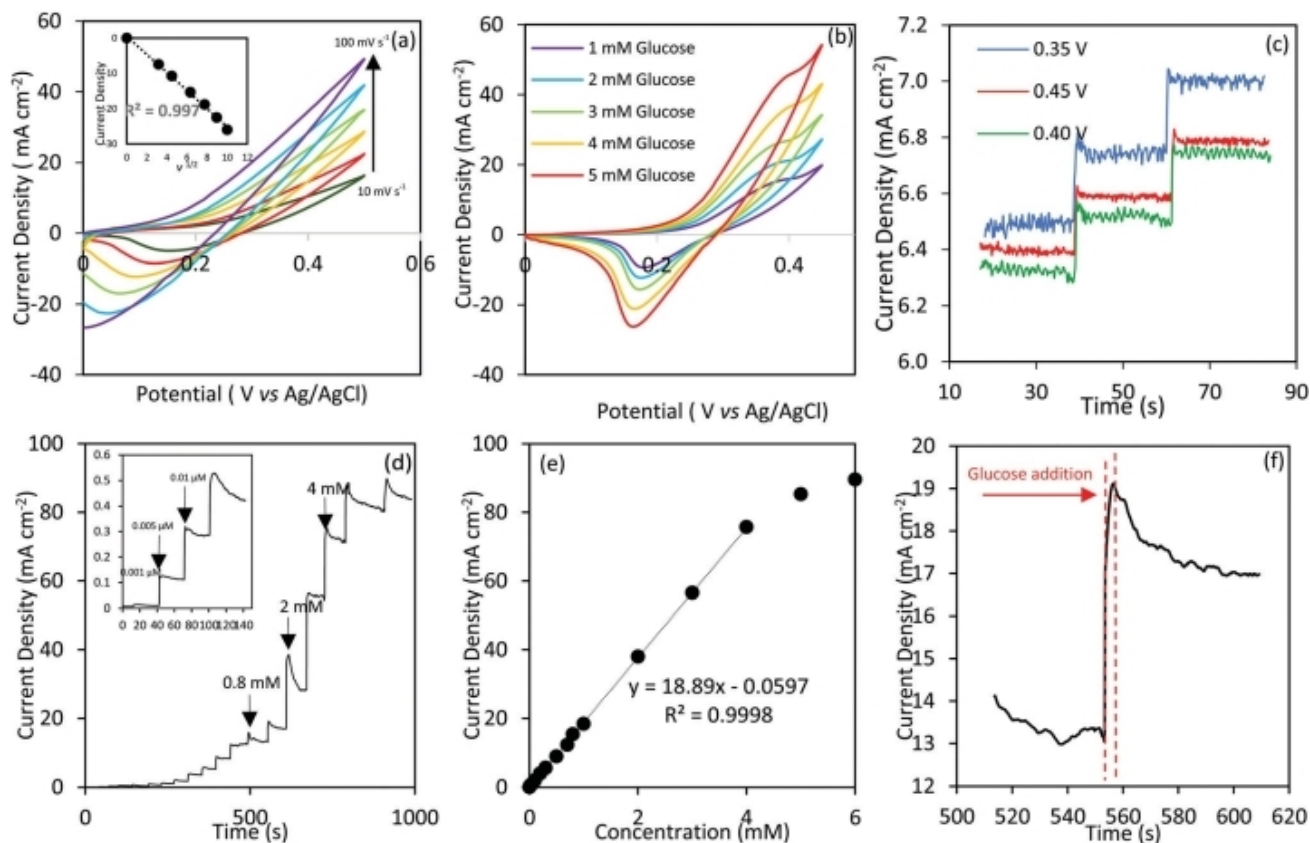 (a)
60
40
20
0
-20
-40
Current Density ( mA cm⁻²)
0
0.2
0.4
0.6
Potential ( V vs Ag/AgCl)
100 mV s⁻¹
10 mV s⁻¹
0
10
20
30
Current Density
R² = 0.997
0 2 4 6 8 10 12
ν ¹ᐟ²
(b)
60
40
20
0
-20
-40
Current Density (mA cm⁻²)
1 mM Glucose
2 mM Glucose
3 mM Glucose
4 mM Glucose
5 mM Glucose
0
0.2
0.4
Potential ( V vs Ag/AgCl)
(c)
7.2
7.0
6.8
6.6
6.4
6.2
6.0
Current Density (mA cm⁻²)
0.35 V
0.45 V
0.40 V
10 30 50 70 90
Time (s)
(d)
100
80
60
40
20
0
Current Density (mA cm⁻²)
0.6
0.5
0.4
0.3
0.2
0.1
0
0.001 µM
0.005 µM
0.01 µM
0 20 40 60 80 100 120 140
0.8 mM
2 mM
4 mM
0 500 1000
Time (s)
(e)
100
80
60
40
20
0
Current Density (mA cm⁻²)
y = 18.89x - 0.0597
R² = 0.9998
0 2 4 6
Concentration (mM)
(f)
20
19
18
17
16
15
14
13
12
Current Density (mA cm⁻²)
Glucose addition
500 520 540 560 580 600 620
Time (s)